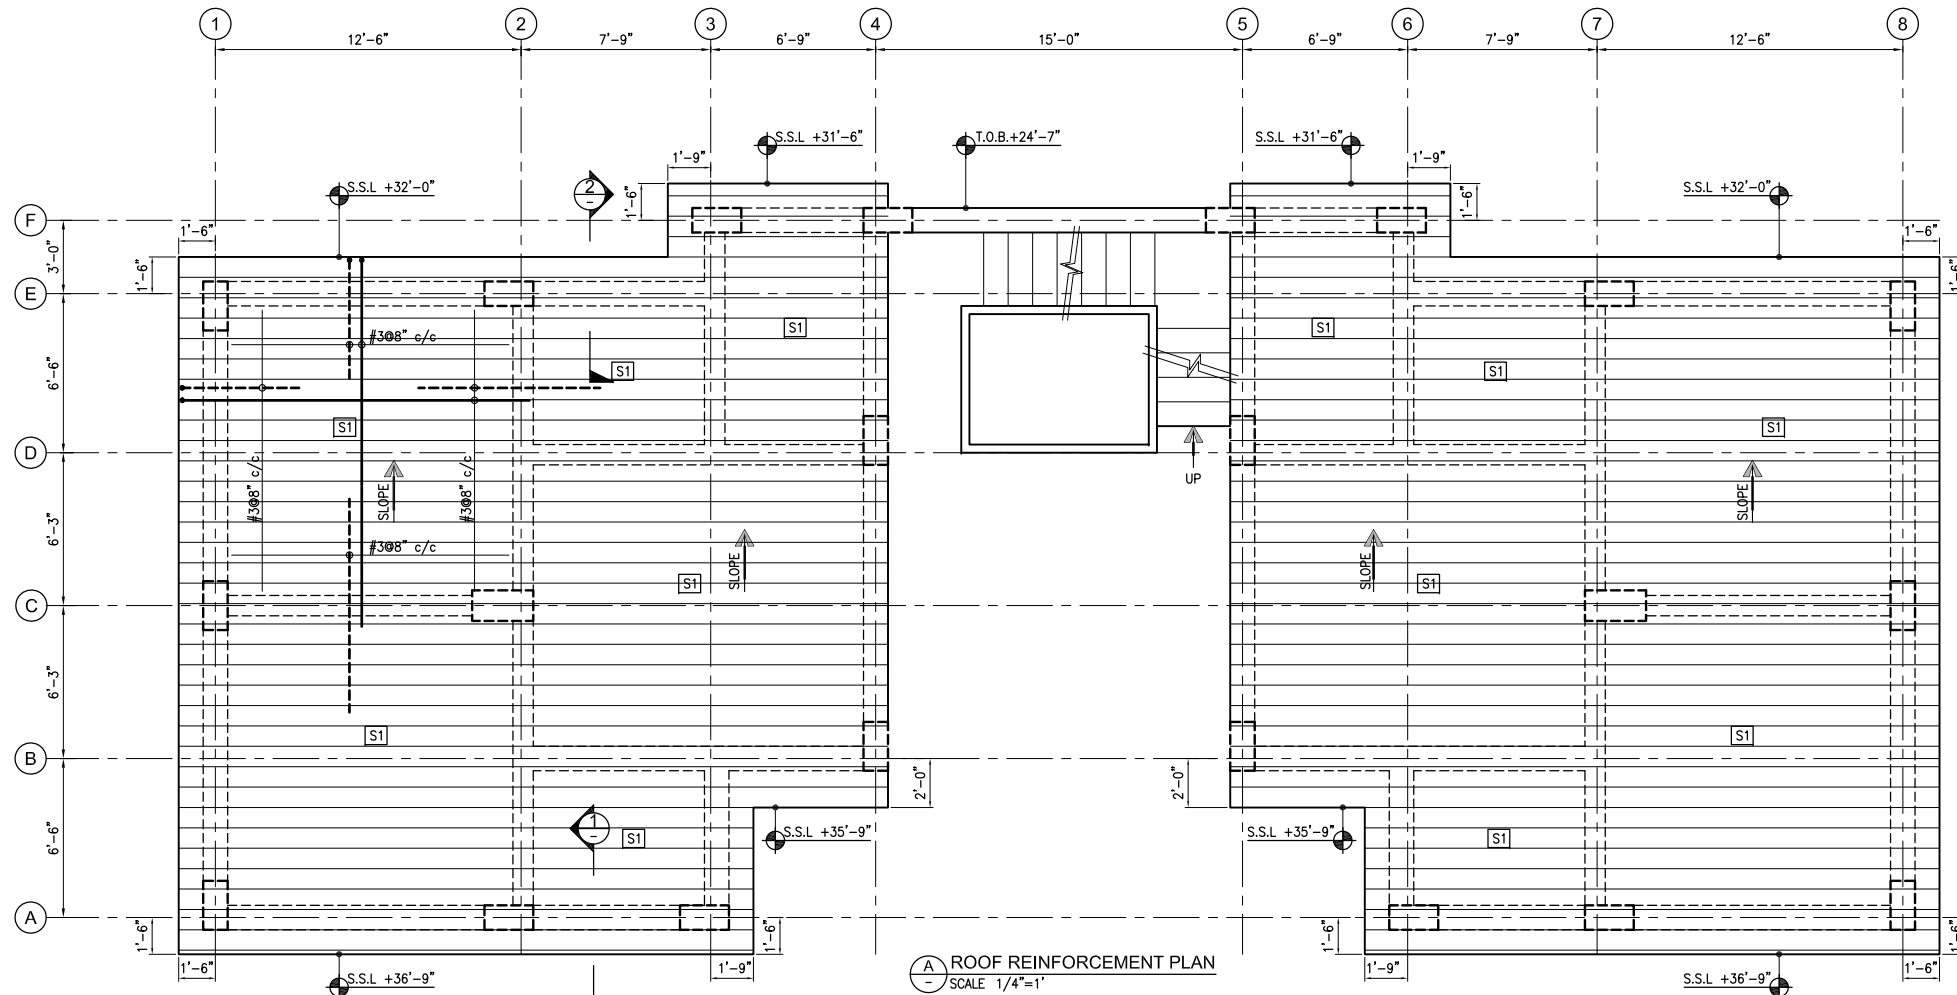 1 2 3 4 5 6 7 8
12'-6" 7'-9" 6'-9" 15'-0" 6'-9" 7'-9" 12'-6"
S.S.L +31'-6" T.O.B.+24'-7" S.S.L +31'-6"
1'-9" 1'-9"
S.S.L +32'-0" 2 - 1'-6" 1'-6" S.S.L +32'-0"
F
1'-6" 3'-0" 1'-6" 1'-6" 1'-6"
E
#3@8" c/c S1 S1
6'-6" S1 S1
S1 S1
D
UP
#3@8" c/c SLOPE #3@8" c/c SLOPE
6'-3"
#3@8" c/c SLOPE SLOPE
S1 S1
C
6'-3"
S1 S1
B
2'-0" 2'-0"
6'-6" 1 - S1 S.S.L +35'-9" S.S.L +35'-9" S1
A
1'-6" 1'-6" 1'-6" 1'-6"
1'-6" 1'-9" A - ROOF REINFORCEMENT PLAN 1'-9" 1'-6"
S.S.L +36'-9" SCALE 1/4"=1' S.S.L +36'-9"